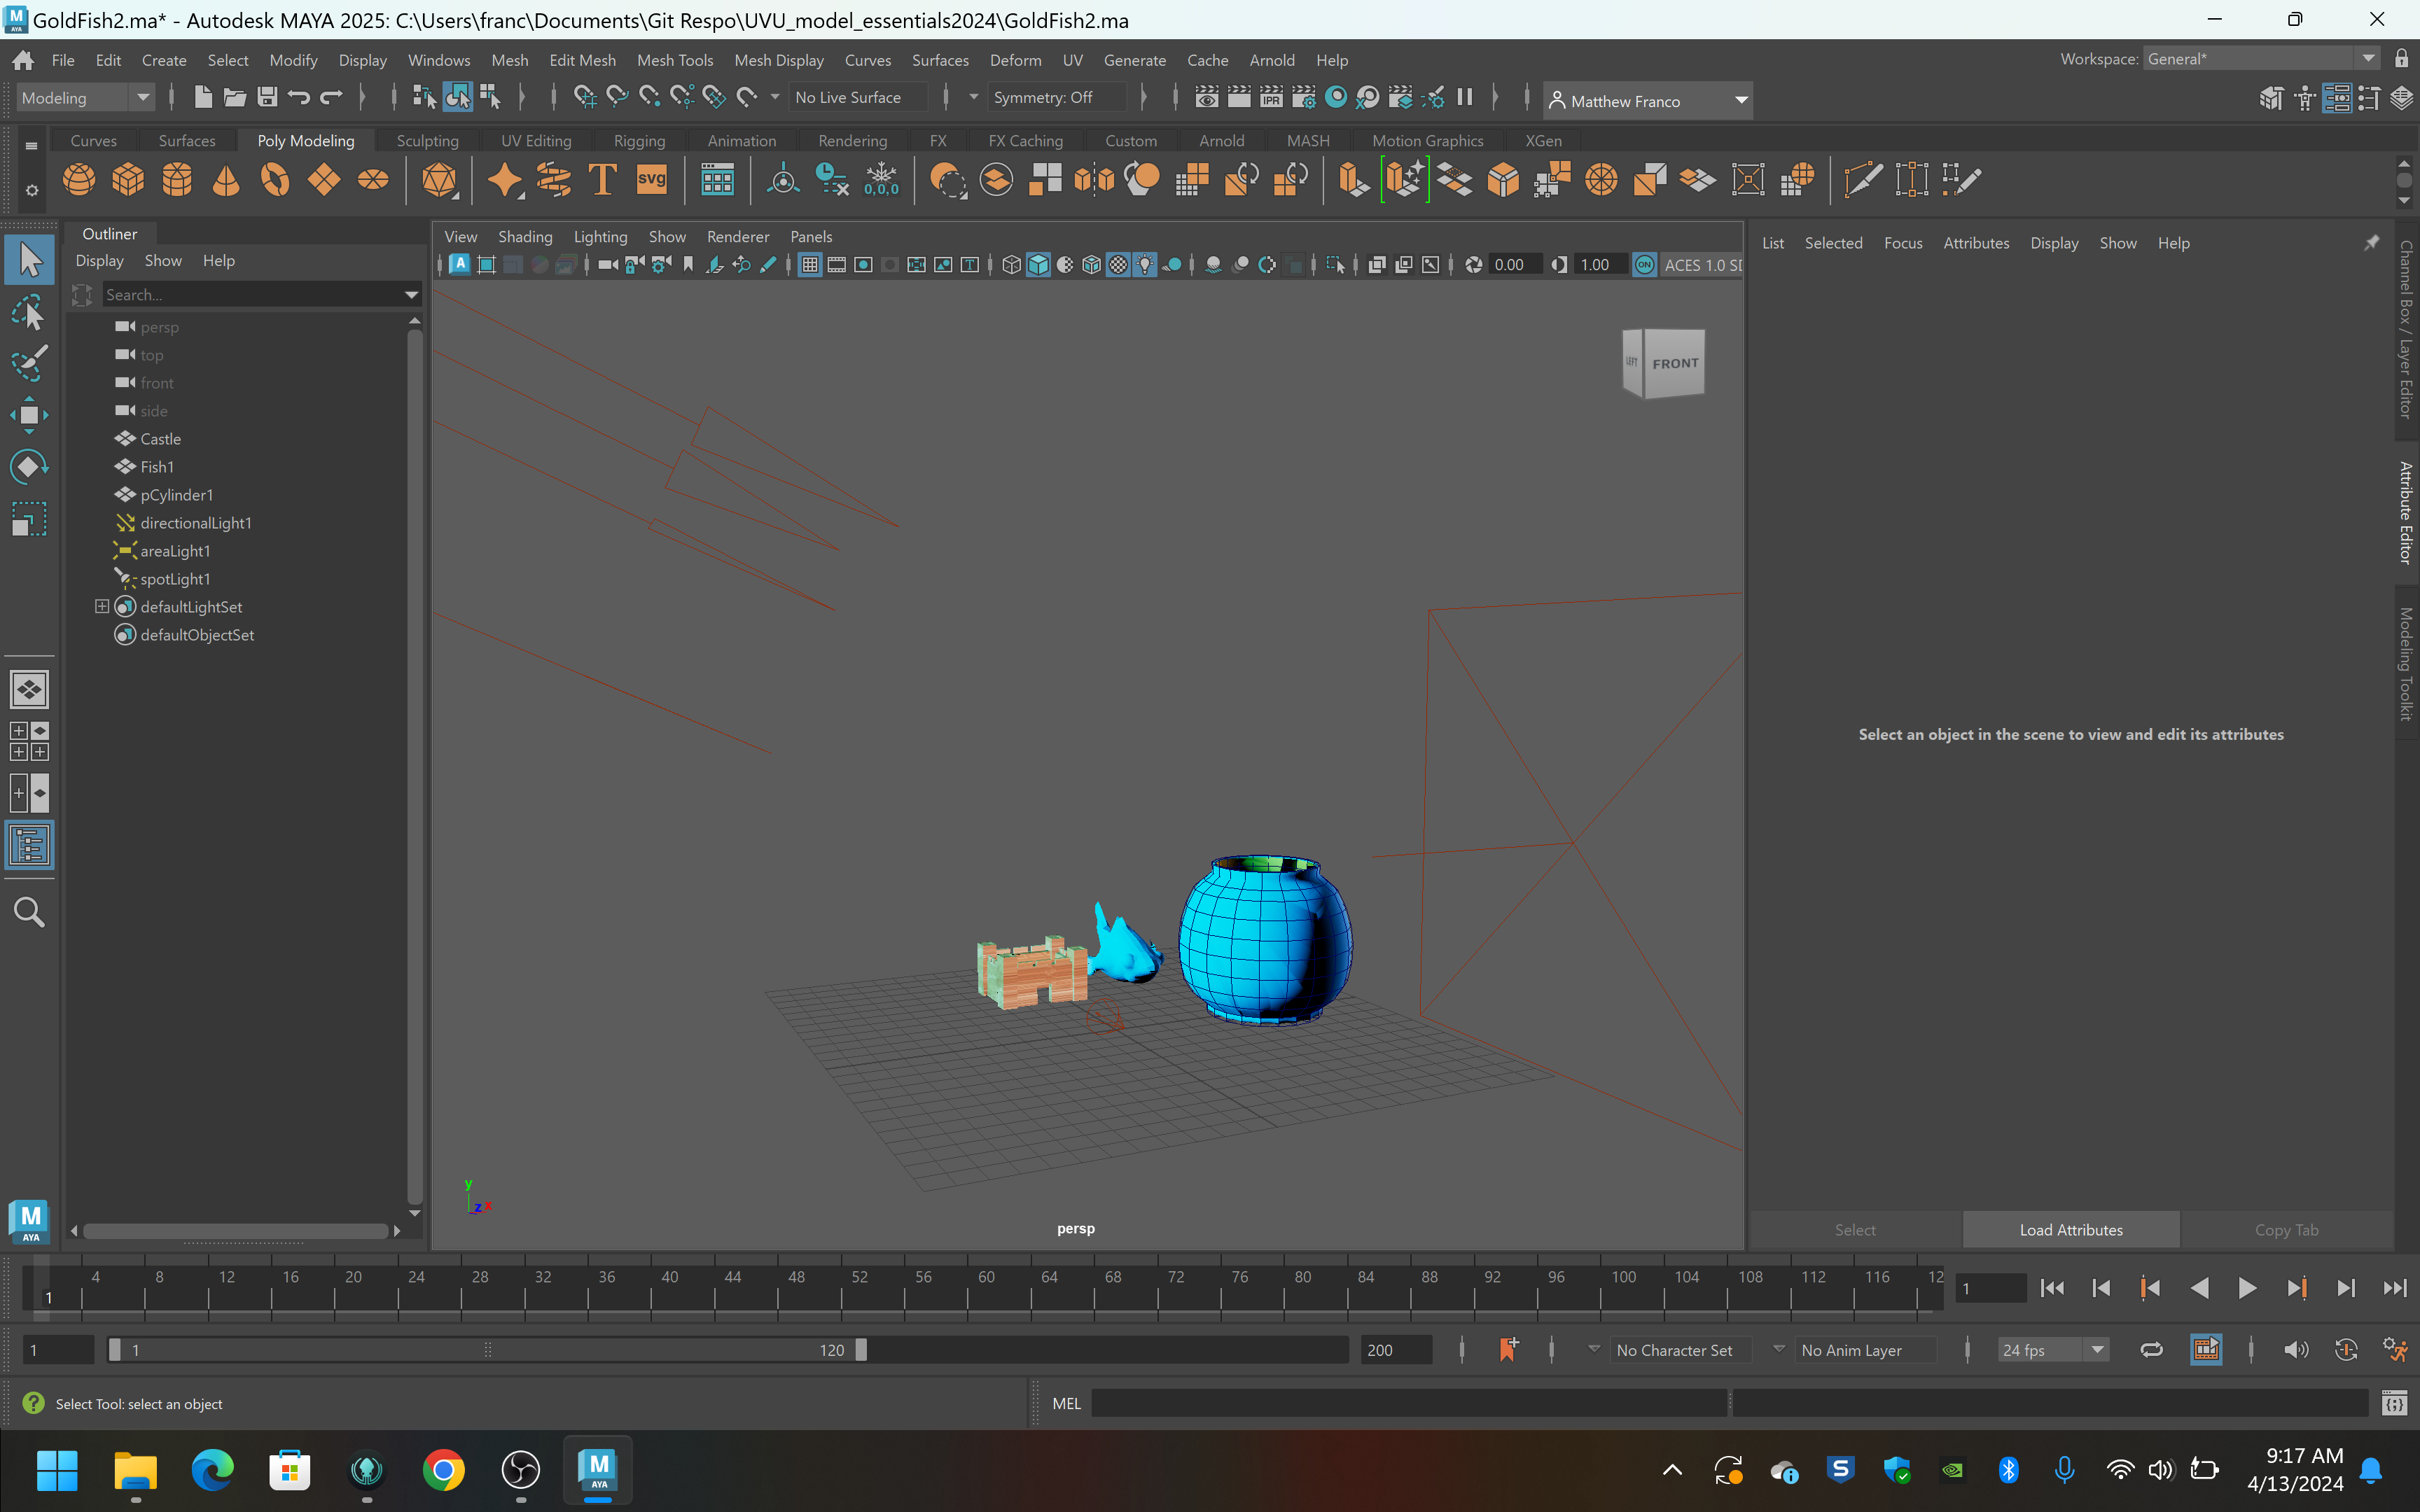 GoldFish2.ma* - Autodesk MAYA 2025: C:\Users\franc\Documents\Git Respo\UVU_model_essentials2024\GoldFish2.ma
File Edit Create Select Modify Display Windows Mesh Edit Mesh Mesh Tools Mesh Display Curves Surfaces Deform UV Generate Cache Arnold Help
Workspace: General*
Modeling
No Live Surface
Symmetry: Off
IPR
Matthew Franco
Curves Surfaces Poly Modeling Sculpting UV Editing Rigging Animation Rendering FX FX Caching Custom Arnold MASH Motion Graphics XGen
T svg 0,0,0
Outliner
Display Show Help
Search...
persp
top
front
side
Castle
Fish1
pCylinder1
directionalLight1
areaLight1
spotLight1
defaultLightSet
defaultObjectSet
View Shading Lighting Show Renderer Panels
0.00 1.00 ON ACES 1.0 S
LEFT FRONT
y
z x
persp
List Selected Focus Attributes Display Show Help
Select an object in the scene to view and edit its attributes
Select Load Attributes Copy Tab
Channel Box / Layer Editor
Attribute Editor
Modeling Toolkit
M
AYA
4 8 12 16 20 24 28 32 36 40 44 48 52 56 60 64 68 72 76 80 84 88 92 96 100 104 108 112 116 12
1
1
1 1 120 200 No Character Set No Anim Layer 24 fps
Select Tool: select an object
MEL
M
AYA
S
9:17 AM
4/13/2024